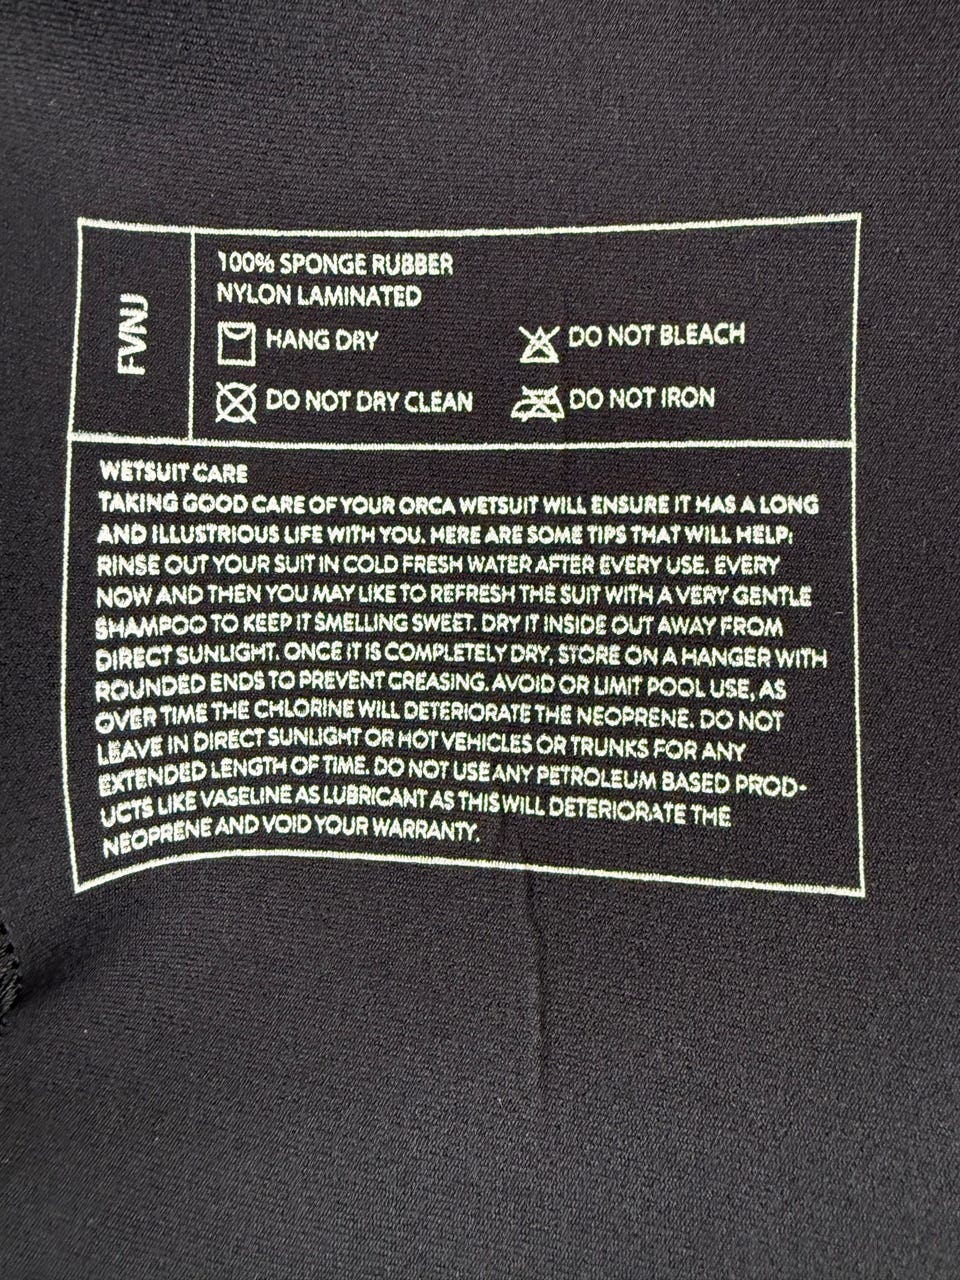 FVNJ
100% SPONGE RUBBER
NYLON LAMINATED
HANG DRY
DO NOT BLEACH
DO NOT DRY CLEAN
DO NOT IRON
WETSUIT CARE
TAKING GOOD CARE OF YOUR ORCA WETSUIT WILL ENSURE IT HAS A LONG
AND ILLUSTRIOUS LIFE WITH YOU. HERE ARE SOME TIPS THAT WILL HELP:
RINSE OUT YOUR SUIT IN COLD FRESH WATER AFTER EVERY USE. EVERY
NOW AND THEN YOU MAY LIKE TO REFRESH THE SUIT WITH A VERY GENTLE
SHAMPOO TO KEEP IT SMELLING SWEET. DRY IT INSIDE OUT AWAY FROM
DIRECT SUNLIGHT. ONCE IT IS COMPLETELY DRY, STORE ON A HANGER WITH
ROUNDED ENDS TO PREVENT CREASING. AVOID OR LIMIT POOL USE, AS
OVER TIME THE CHLORINE WILL DETERIORATE THE NEOPRENE. DO NOT
LEAVE IN DIRECT SUNLIGHT OR HOT VEHICLES OR TRUNKS FOR ANY
EXTENDED LENGTH OF TIME. DO NOT USE ANY PETROLEUM BASED PROD-
UCTS LIKE VASELINE AS LUBRICANT AS THIS WILL DETERIORATE THE
NEOPRENE AND VOID YOUR WARRANTY.